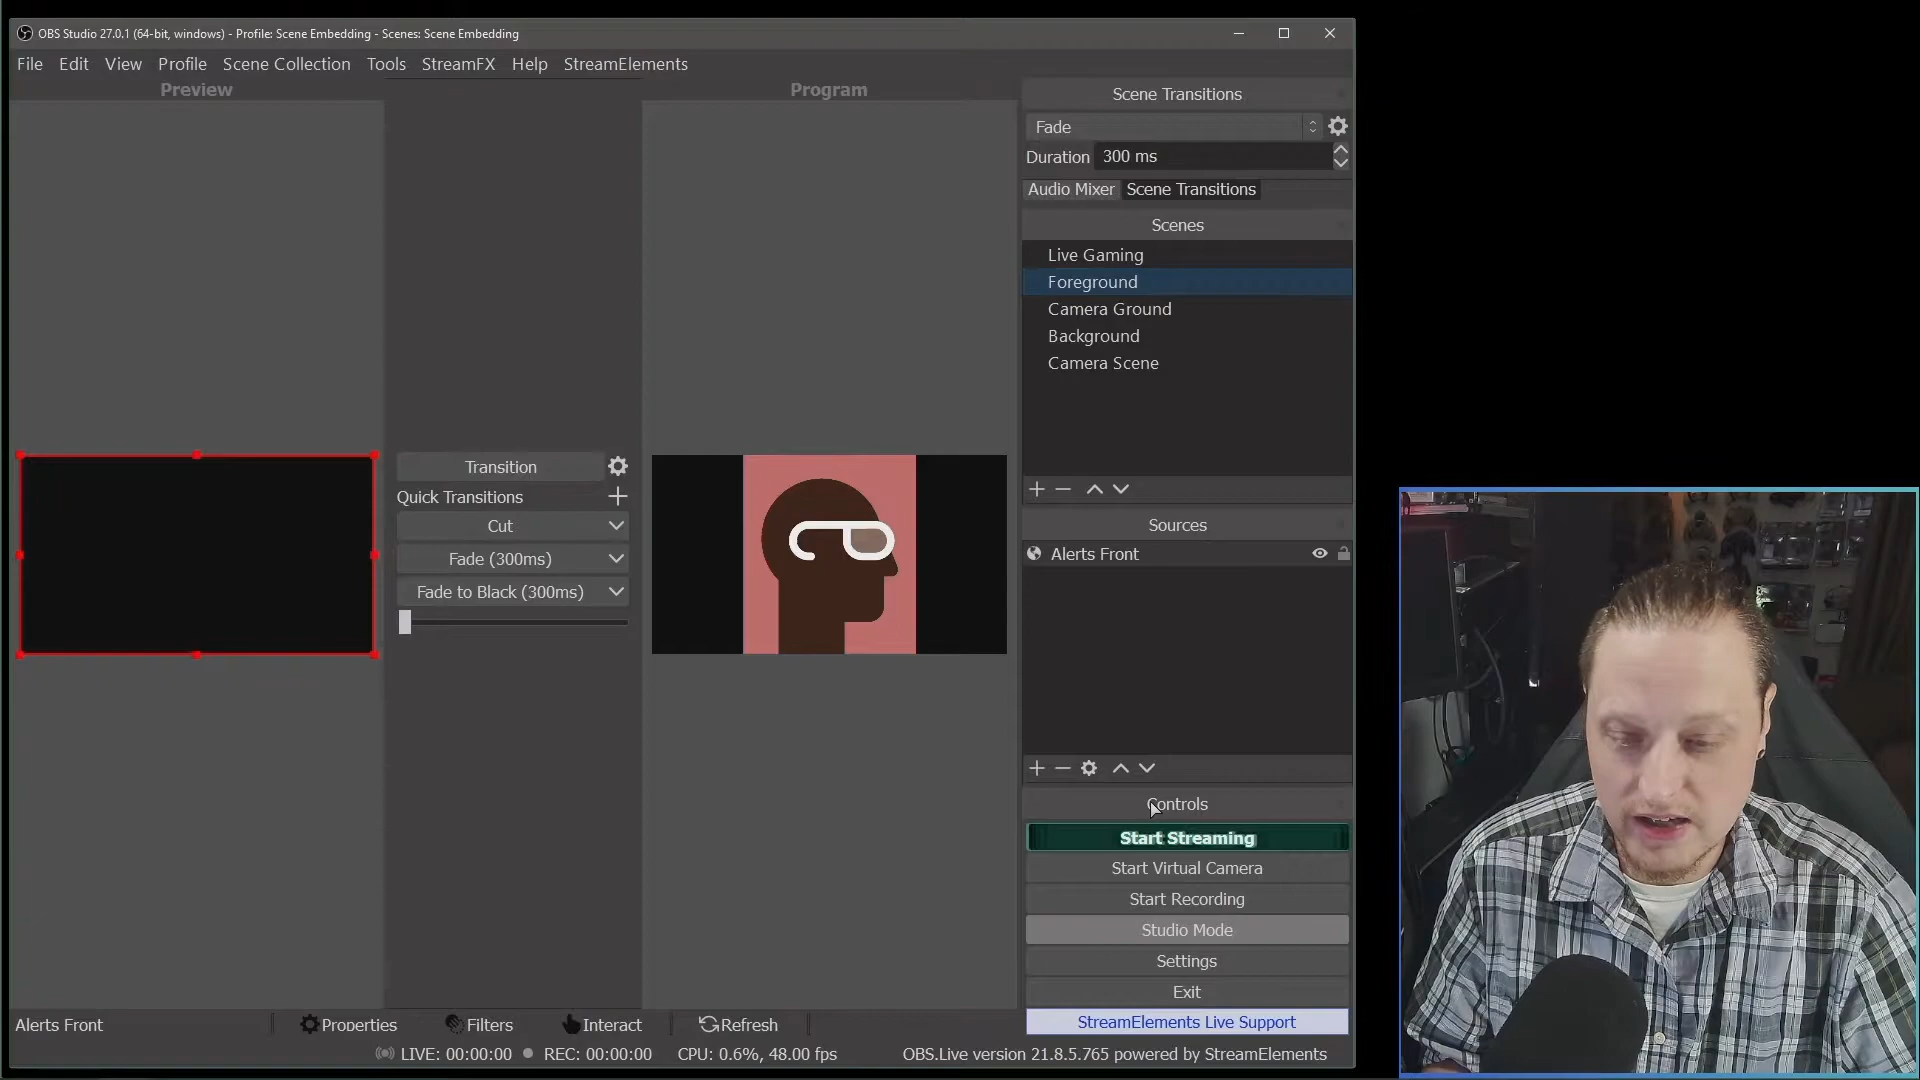 OBS Studio 27.0.1 (64-bit, windows) - Profile: Scene Embedding - Scenes: Scene Embedding
File Edit View Profile Scene Collection Tools StreamFX Help StreamElements
Preview
Program
Scene Transitions
Fade
Duration 300 ms
Audio Mixer Scene Transitions
Scenes
Live Gaming
Foreground
Camera Ground
Background
Camera Scene
Transition
Quick Transitions
Cut
Fade (300ms)
Fade to Black (300ms)
Sources
Alerts Front
Controls
Start Streaming
Start Virtual Camera
Start Recording
Studio Mode
Settings
Exit
StreamElements Live Support
Alerts Front Properties Filters Interact Refresh
LIVE: 00:00:00 REC: 00:00:00 CPU: 0.6%, 48.00 fps OBS.Live version 21.8.5.765 powered by StreamElements